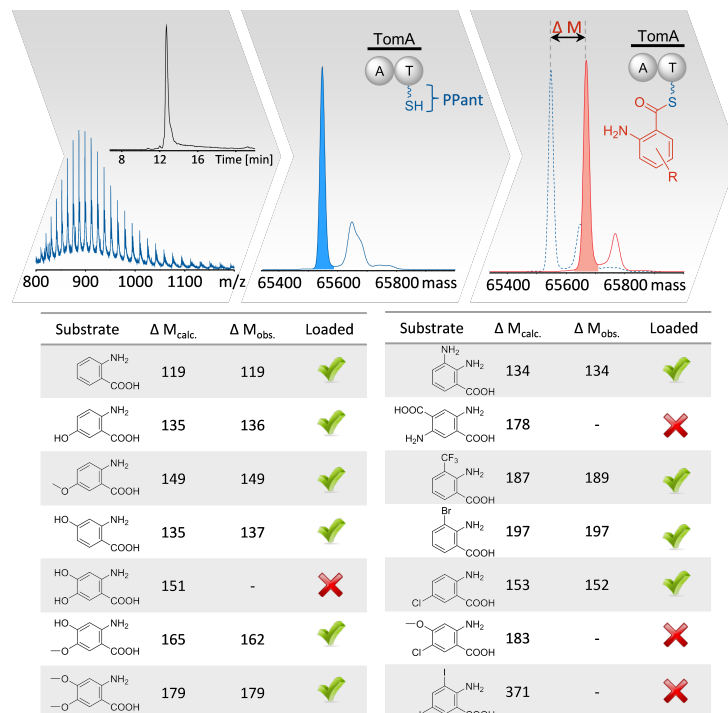 8 12 16 Time [min]
800 900 1000 1100 m/z
TomA
A T
SH PPant
65400 65600 65800 mass
Δ M
TomA
A T
S
O
H₂N
R
65400 65600 65800 mass
Substrate Δ Mcalc. Δ Mobs. Loaded
NH₂
COOH
119 119
NH₂
HO COOH
135 136
NH₂
O COOH
149 149
HO NH₂
COOH
135 137
HO NH₂
HO COOH
151 -
HO NH₂
O COOH
165 162
O NH₂
O COOH
179 179
Substrate Δ Mcalc. Δ Mobs. Loaded
NH₂
NH₂
COOH
134 134
HOOC NH₂
H₂N COOH
178 -
CF₃
NH₂
COOH
187 189
Br
NH₂
COOH
197 197
NH₂
Cl COOH
153 152
O NH₂
Cl COOH
183 -
I
NH₂
371 -